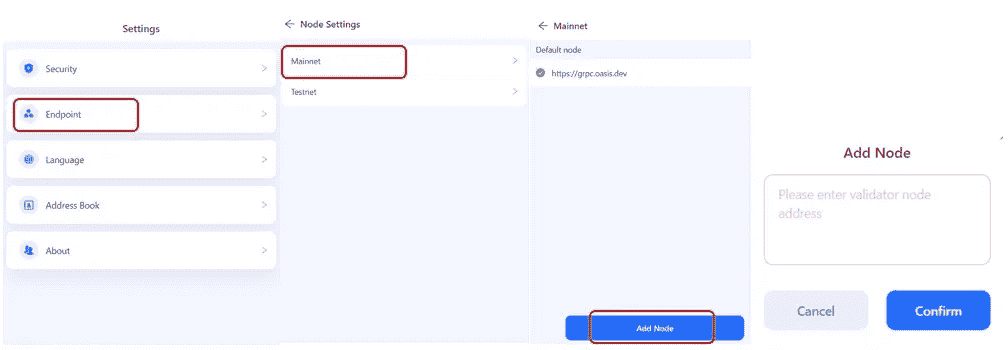 Settings
Security
Endpoint
Language
Address Book
About
Node Settings
Mainnet
Testnet
Mainnet
Default node
https://grpc.oasis.dev
Add Node
Add Node
Please enter validator node
address
Cancel
Confirm